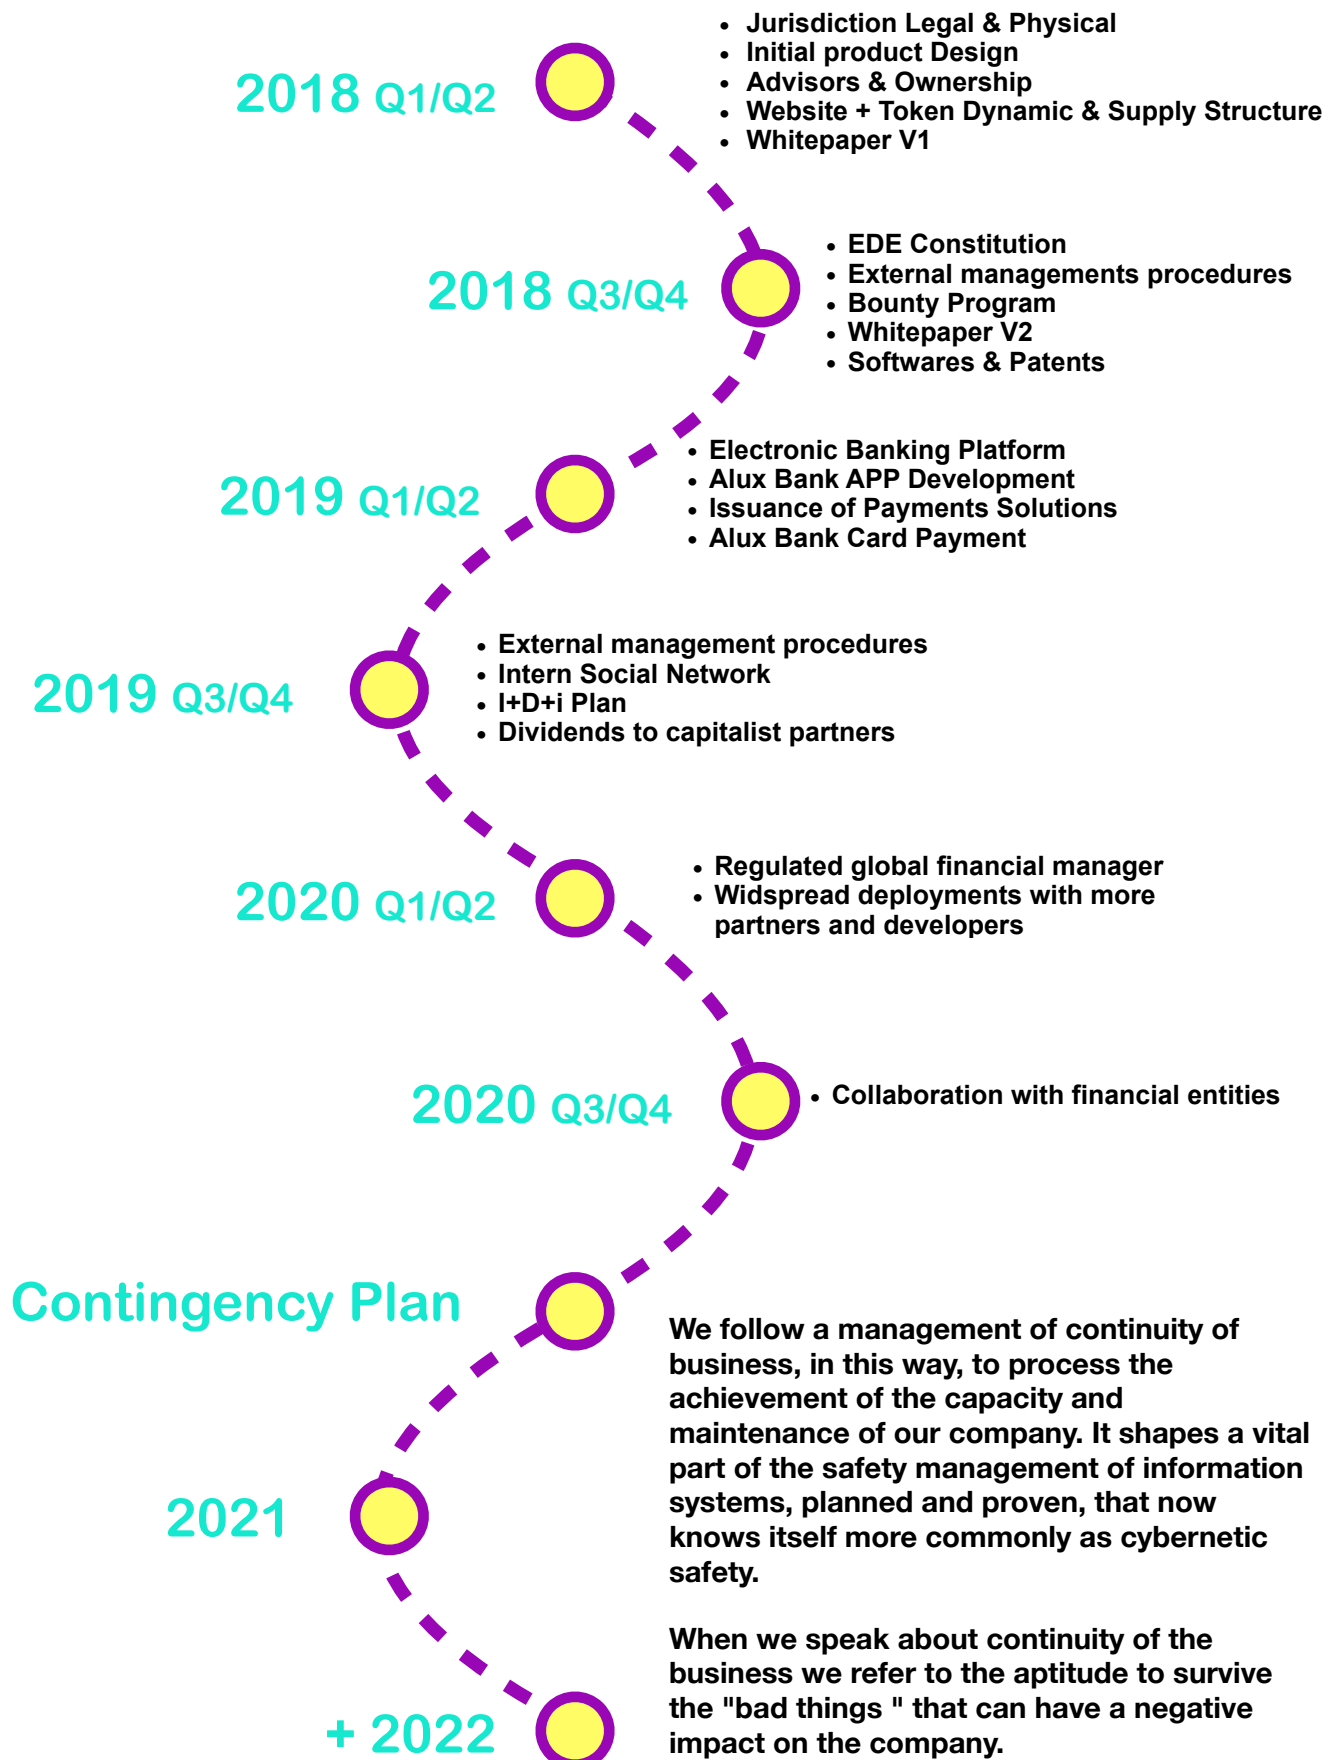 2018 Q1/Q2
• Jurisdiction Legal & Physical
• Initial product Design
• Advisors & Ownership
• Website + Token Dynamic & Supply Structure
• Whitepaper V1
2018 Q3/Q4
• EDE Constitution
• External managements procedures
• Bounty Program
• Whitepaper V2
• Softwares & Patents
2019 Q1/Q2
• Electronic Banking Platform
• Alux Bank APP Development
• Issuance of Payments Solutions
• Alux Bank Card Payment
2019 Q3/Q4
• External management procedures
• Intern Social Network
• I+D+i Plan
• Dividends to capitalist partners
2020 Q1/Q2
• Regulated global financial manager
• Widspread deployments with more
partners and developers
2020 Q3/Q4
• Collaboration with financial entities
Contingency Plan
We follow a management of continuity of
business, in this way, to process the
achievement of the capacity and
maintenance of our company. It shapes a vital
part of the safety management of information
systems, planned and proven, that now
knows itself more commonly as cybernetic
safety.
2021
When we speak about continuity of the
business we refer to the aptitude to survive
the "bad things " that can have a negative
impact on the company.
+ 2022